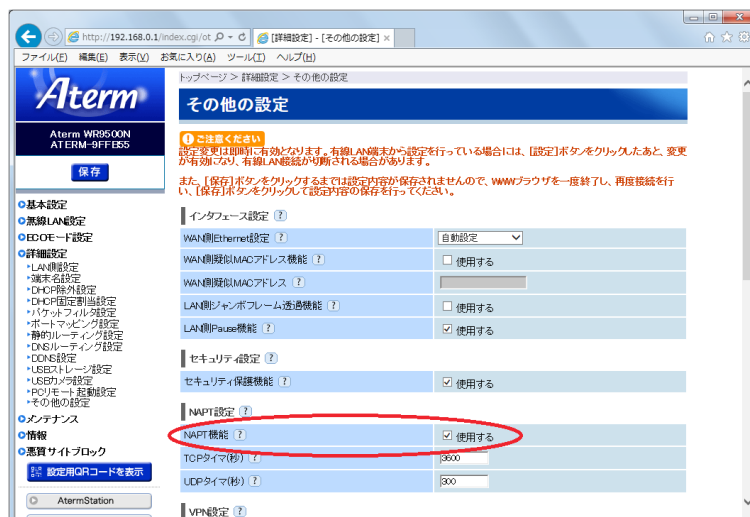 http://192.168.0.1/index.cgi/ot
[詳細設定] - [その他の設定]
ファイル(F) 編集(E) 表示(V) お気に入り(A) ツール(T) ヘルプ(H)
Aterm
Aterm WR9500N
ATERM-9FFB55
保存
基本設定
無線LAN設定
ECOモード設定
詳細設定
LAN側設定
端末名設定
DHCP除外設定
DHCP固定割当設定
パケットフィルタ設定
ポートマッピング設定
静的ルーティング設定
DNSルーティング設定
DDNS設定
USBストレージ設定
USBカメラ設定
PCリモート起動設定
その他の設定
メンテナンス
情報
悪質サイトブロック
設定用QRコードを表示
AtermStation
トップページ > 詳細設定 > その他の設定
その他の設定
ご注意ください
設定変更は即時に有効となります。有線LAN端末から設定を行っている場合には、[設定]ボタンをクリックしたあと、変更
が有効になり、有線LAN接続が切断される場合があります。
また、[保存]ボタンをクリックするまでは設定内容が保存されませんので、WWWブラウザを一度終了し、再度接続を行
い、[保存]ボタンをクリックして設定内容の保存を行ってください。
インタフェース設定 ?
WAN側Ethernet設定 ? 自動設定
WAN側疑似MACアドレス機能 ? 使用する
WAN側疑似MACアドレス ?
LAN側ジャンボフレーム透過機能 ? 使用する
LAN側Pause機能 ? 使用する
セキュリティ設定 ?
セキュリティ保護機能 ? 使用する
NAPT設定 ?
NAPT機能 ? 使用する
TCPタイマ(秒) ? 3600
UDPタイマ(秒) ? 300
VPN設定 ?